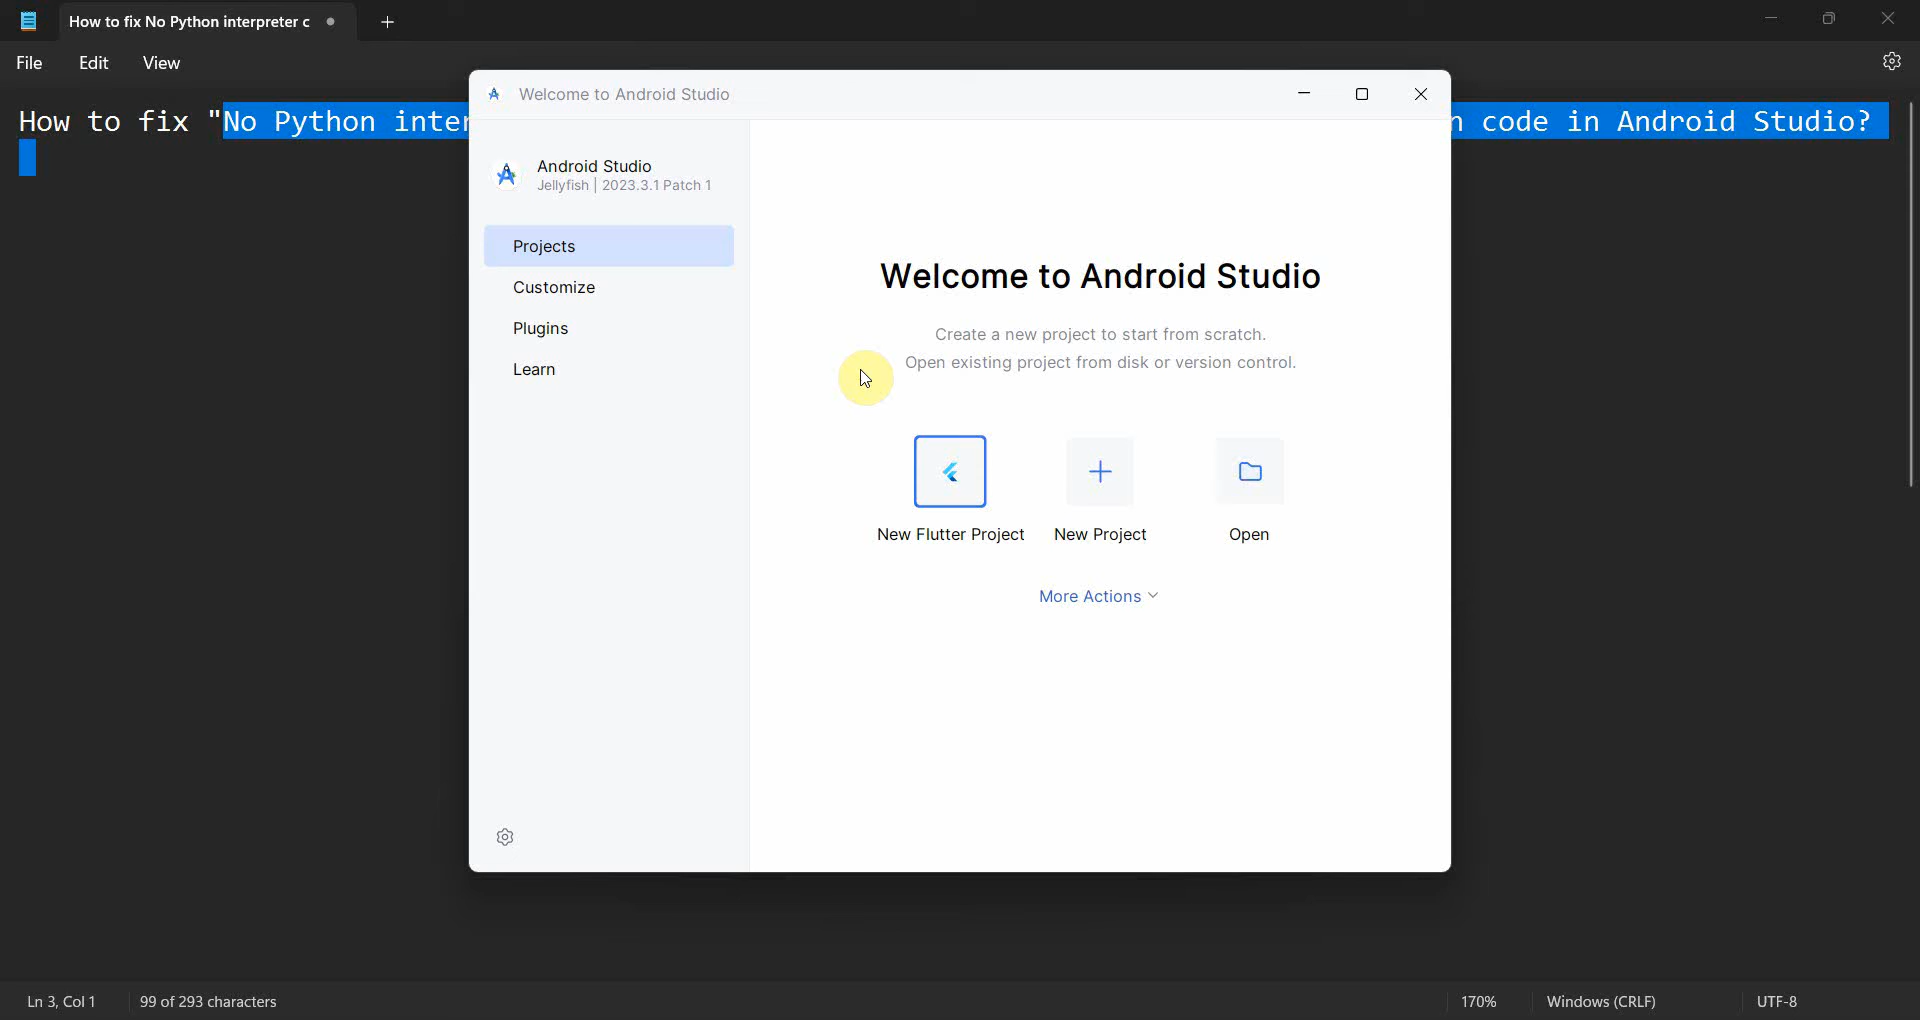 How to fix No Python interpreter c
File Edit View
How to fix "No Python inter
code in Android Studio?
Welcome to Android Studio
Android Studio
Jellyfish | 2023.3.1 Patch 1
Projects
Customize
Plugins
Learn
Welcome to Android Studio
Create a new project to start from scratch.
Open existing project from disk or version control.
New Flutter Project New Project Open
More Actions
Ln 3, Col 1 99 of 293 characters 170% Windows (CRLF) UTF-8